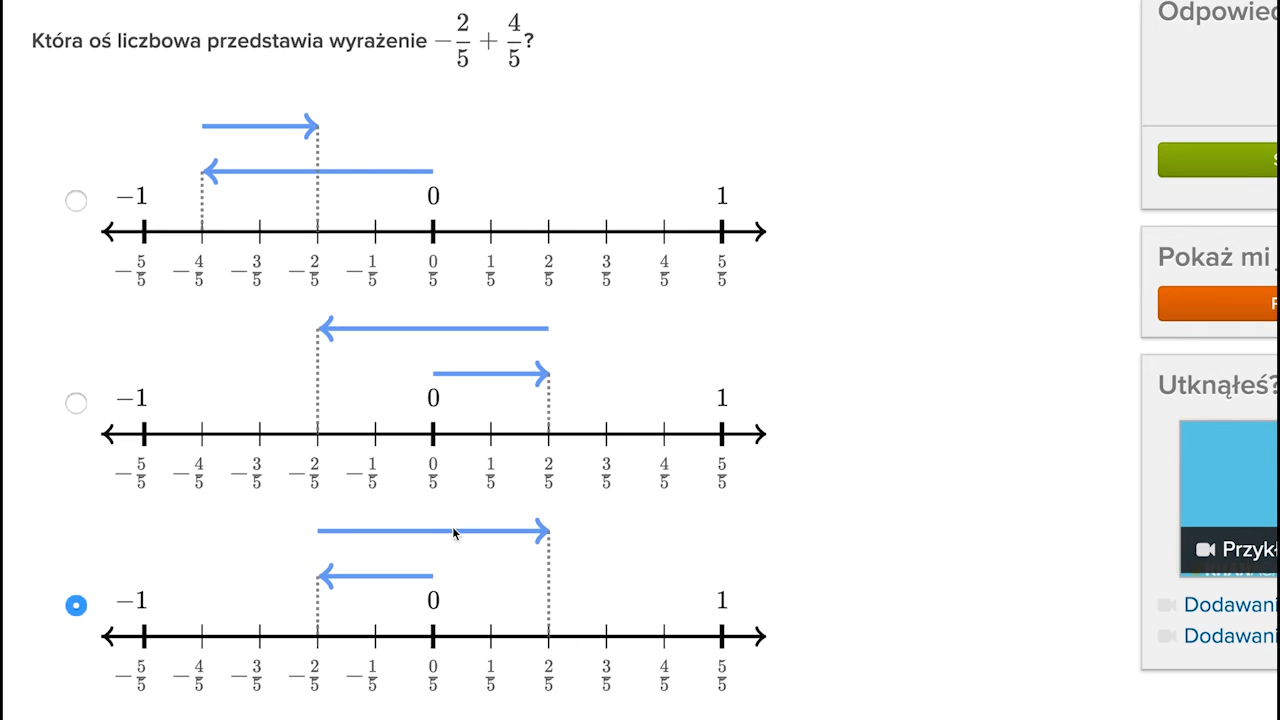 Odpowied
Która oś liczbowa przedstawia wyrażenie −2/5 + 4/5?
−1 0 1
−5/5 −4/5 −3/5 −2/5 −1/5 0/5 1/5 2/5 3/5 4/5 5/5
Pokaż mi
−1 0 1
−5/5 −4/5 −3/5 −2/5 −1/5 0/5 1/5 2/5 3/5 4/5 5/5
Utknąłeś?
Przykł
−1 0 1
−5/5 −4/5 −3/5 −2/5 −1/5 0/5 1/5 2/5 3/5 4/5 5/5
Dodawani
Dodawani